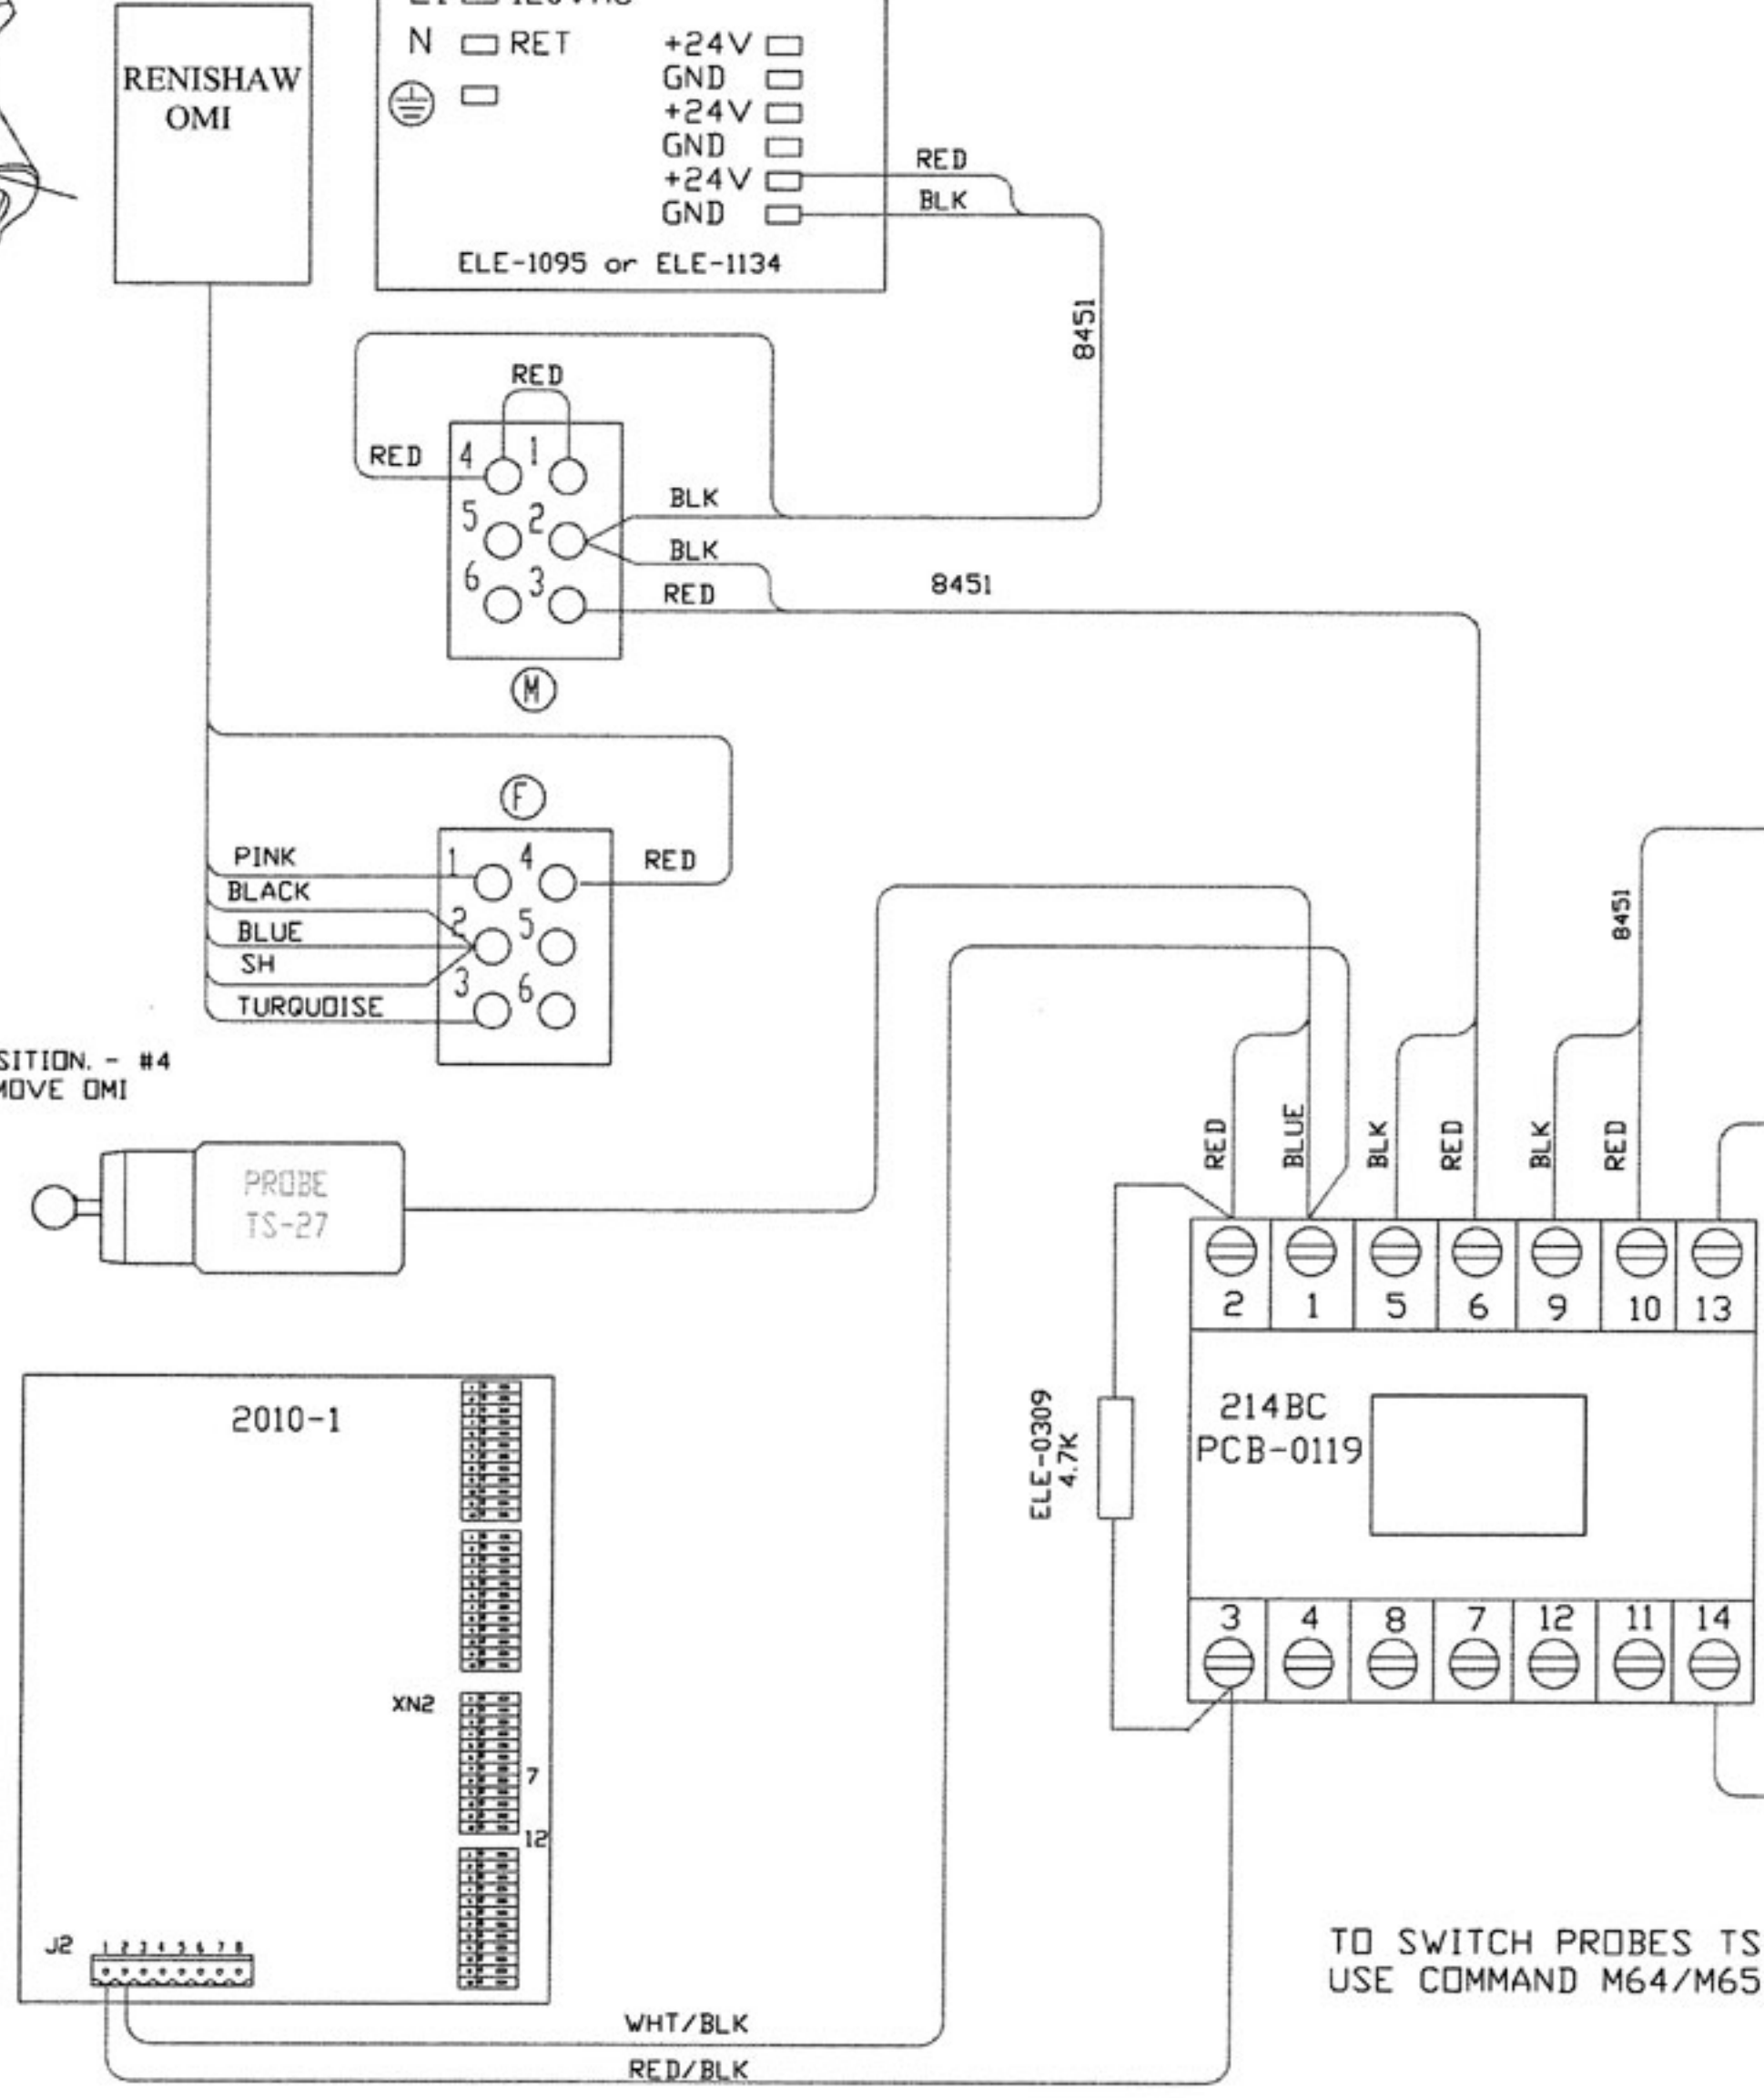 RENISHAW
OMI
N RET
+24V
GND
+24V
GND
+24V
GND
ELE-1095 or ELE-1134
RED
BLK
8451
RED
RED
4 1
5 2
6 3
BLK
BLK
RED
8451
M
F
PINK
BLACK
BLUE
SH
TURQUOISE
1 4
2 5
3 6
RED
SITION. - #4
MOVE OMI
PROBE
TS-27
8451
RED
BLUE
BLK
RED
BLK
RED
2 1 5 6 9 10 13
214BC
PCB-0119
ELE-0309
4.7K
3 4 8 7 12 11 14
2010-1
XN2
7
12
J2
1 2 3 4 5 6 7 8
WHT/BLK
RED/BLK
TO SWITCH PROBES TS
USE COMMAND M64/M65